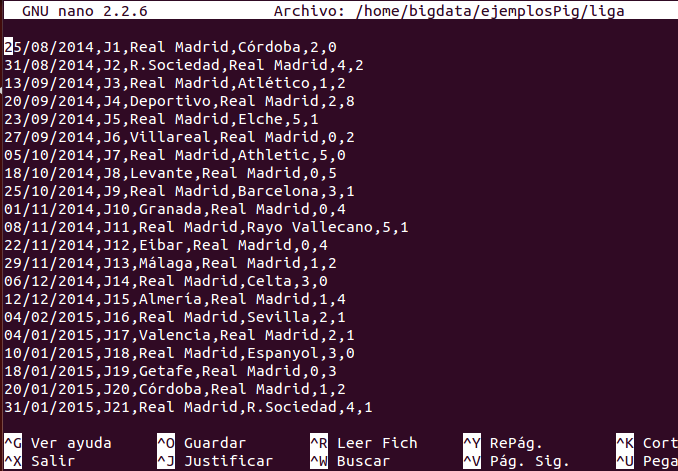 GNU nano 2.2.6 Archivo: /home/bigdata/ejemplosPig/liga
25/08/2014,J1,Real Madrid,Córdoba,2,0
31/08/2014,J2,R.Sociedad,Real Madrid,4,2
13/09/2014,J3,Real Madrid,Atlético,1,2
20/09/2014,J4,Deportivo,Real Madrid,2,8
23/09/2014,J5,Real Madrid,Elche,5,1
27/09/2014,J6,Villareal,Real Madrid,0,2
05/10/2014,J7,Real Madrid,Athletic,5,0
18/10/2014,J8,Levante,Real Madrid,0,5
25/10/2014,J9,Real Madrid,Barcelona,3,1
01/11/2014,J10,Granada,Real Madrid,0,4
08/11/2014,J11,Real Madrid,Rayo Vallecano,5,1
22/11/2014,J12,Eibar,Real Madrid,0,4
29/11/2014,J13,Málaga,Real Madrid,1,2
06/12/2014,J14,Real Madrid,Celta,3,0
12/12/2014,J15,Almería,Real Madrid,1,4
04/02/2015,J16,Real Madrid,Sevilla,2,1
04/01/2015,J17,Valencia,Real Madrid,2,1
10/01/2015,J18,Real Madrid,Espanyol,3,0
18/01/2015,J19,Getafe,Real Madrid,0,3
20/01/2015,J20,Córdoba,Real Madrid,1,2
31/01/2015,J21,Real Madrid,R.Sociedad,4,1
^G Ver ayuda ^O Guardar ^R Leer Fich ^Y RePág. ^K Cort
^X Salir ^J Justificar ^W Buscar ^V Pág. Sig. ^U Pega